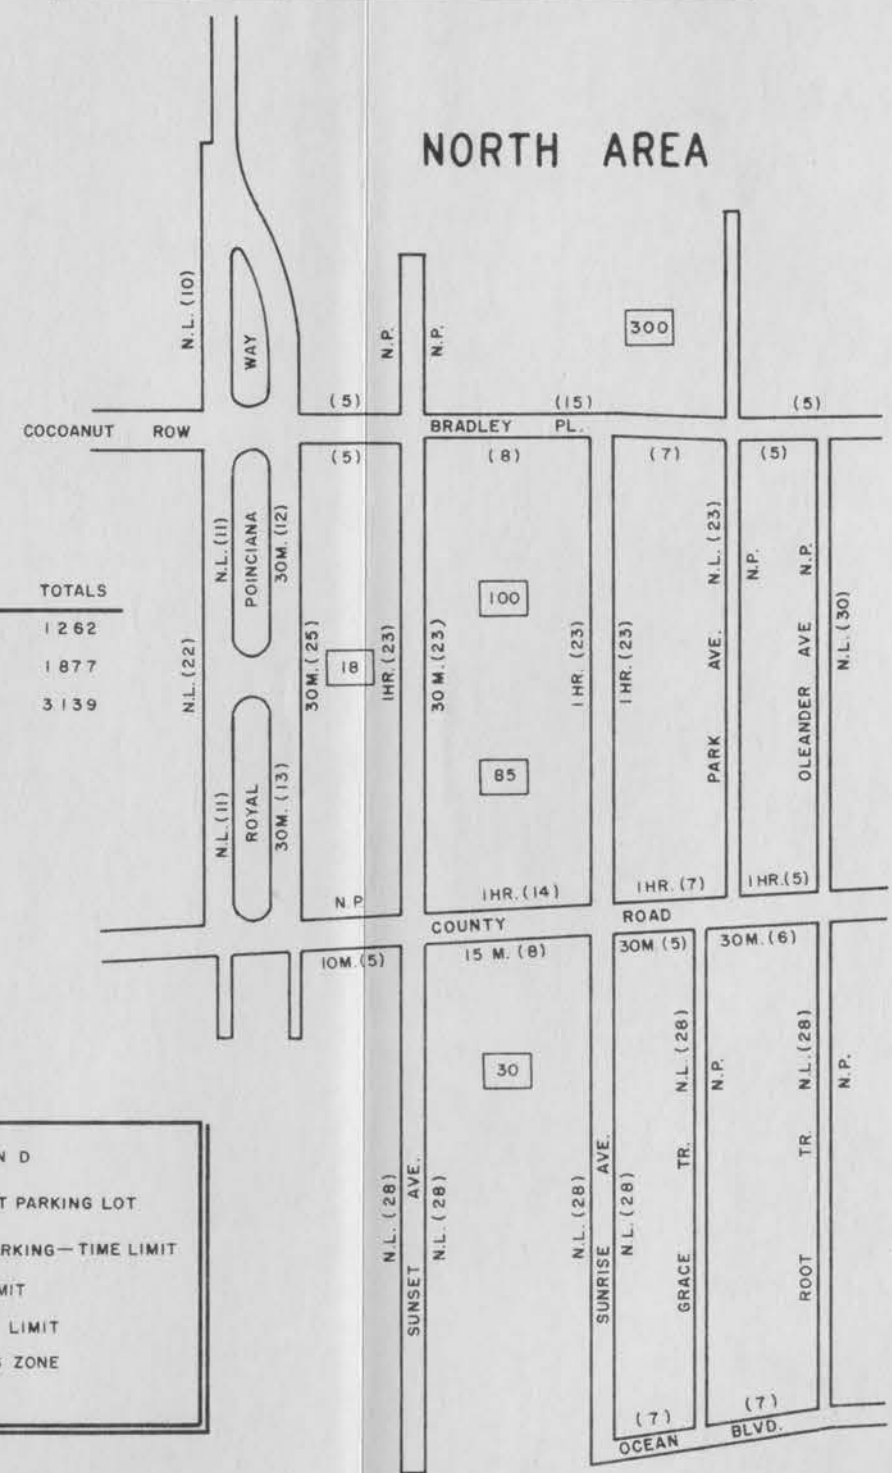 NORTH AREA
N.L. (10)
WAY
N.P.
N.P.
300
(5)
(15)
(5)
COCOANUT ROW
BRADLEY PL.
(5)
(8)
(7)
(5)
N.L. (11)
POINCIANA
30M. (12)
N.L. (23)
N.P.
N.P.
100
TOTALS
1262
1877
3139
N.L. (22)
30M. (25)
18
1HR. (23)
30 M. (23)
1 HR. (23)
1 HR. (23)
PARK AVE.
OLEANDER AVE
N.L. (30)
85
N.L. (11)
ROYAL
30M. (13)
N.P
1HR. (14)
1HR. (7)
1HR. (5)
COUNTY ROAD
10M. (5)
15 M. (8)
30M (5)
30M. (6)
30
N.L. (28)
N.P.
N.L. (28)
N.P.
N D
T PARKING LOT
RKING—TIME LIMIT
MIT
LIMIT
ZONE
N.L. (28)
SUNSET AVE.
N.L. (28)
N.L. (28)
SUNRISE AVE.
N.L. (28)
GRACE TR.
ROOT TR.
(7)
(7)
OCEAN BLVD.